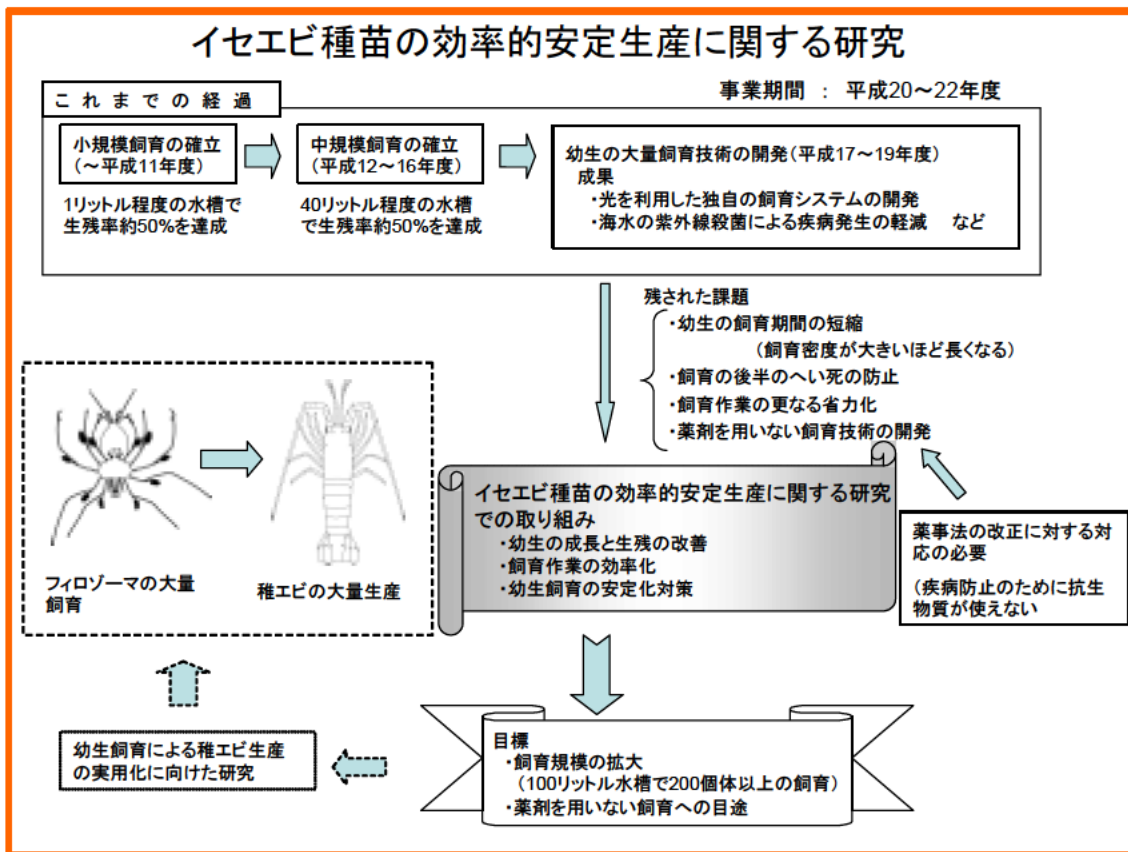 イセエビ種苗の効率的安定生産に関する研究
事業期間 ： 平成20～22年度
これまでの経過
小規模飼育の確立
(～平成11年度)
1リットル程度の水槽で
生残率約50%を達成
中規模飼育の確立
(平成12～16年度)
40リットル程度の水槽
で生残率約50%を達成
幼生の大量飼育技術の開発(平成17～19年度)
成果
・光を利用した独自の飼育システムの開発
・海水の紫外線殺菌による疾病発生の軽減　など
残された課題
・幼生の飼育期間の短縮
(飼育密度が大きいほど長くなる)
・飼育の後半のへい死の防止
・飼育作業の更なる省力化
・薬剤を用いない飼育技術の開発
フィロゾーマの大量
飼育
稚エビの大量生産
イセエビ種苗の効率的安定生産に関する研究
での取り組み
・幼生の成長と生残の改善
・飼育作業の効率化
・幼生飼育の安定化対策
薬事法の改正に対する対
応の必要
(疾病防止のために抗生
物質が使えない
目標
・飼育規模の拡大
(100リットル水槽で200個体以上の飼育)
・薬剤を用いない飼育への目途
幼生飼育による稚エビ生産
の実用化に向けた研究